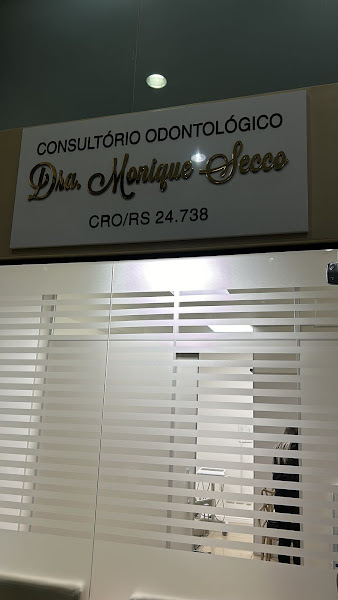 CONSULTÓRIO ODONTOLÓGICO
Dra. Monique Secco
CRO/RS 24.738